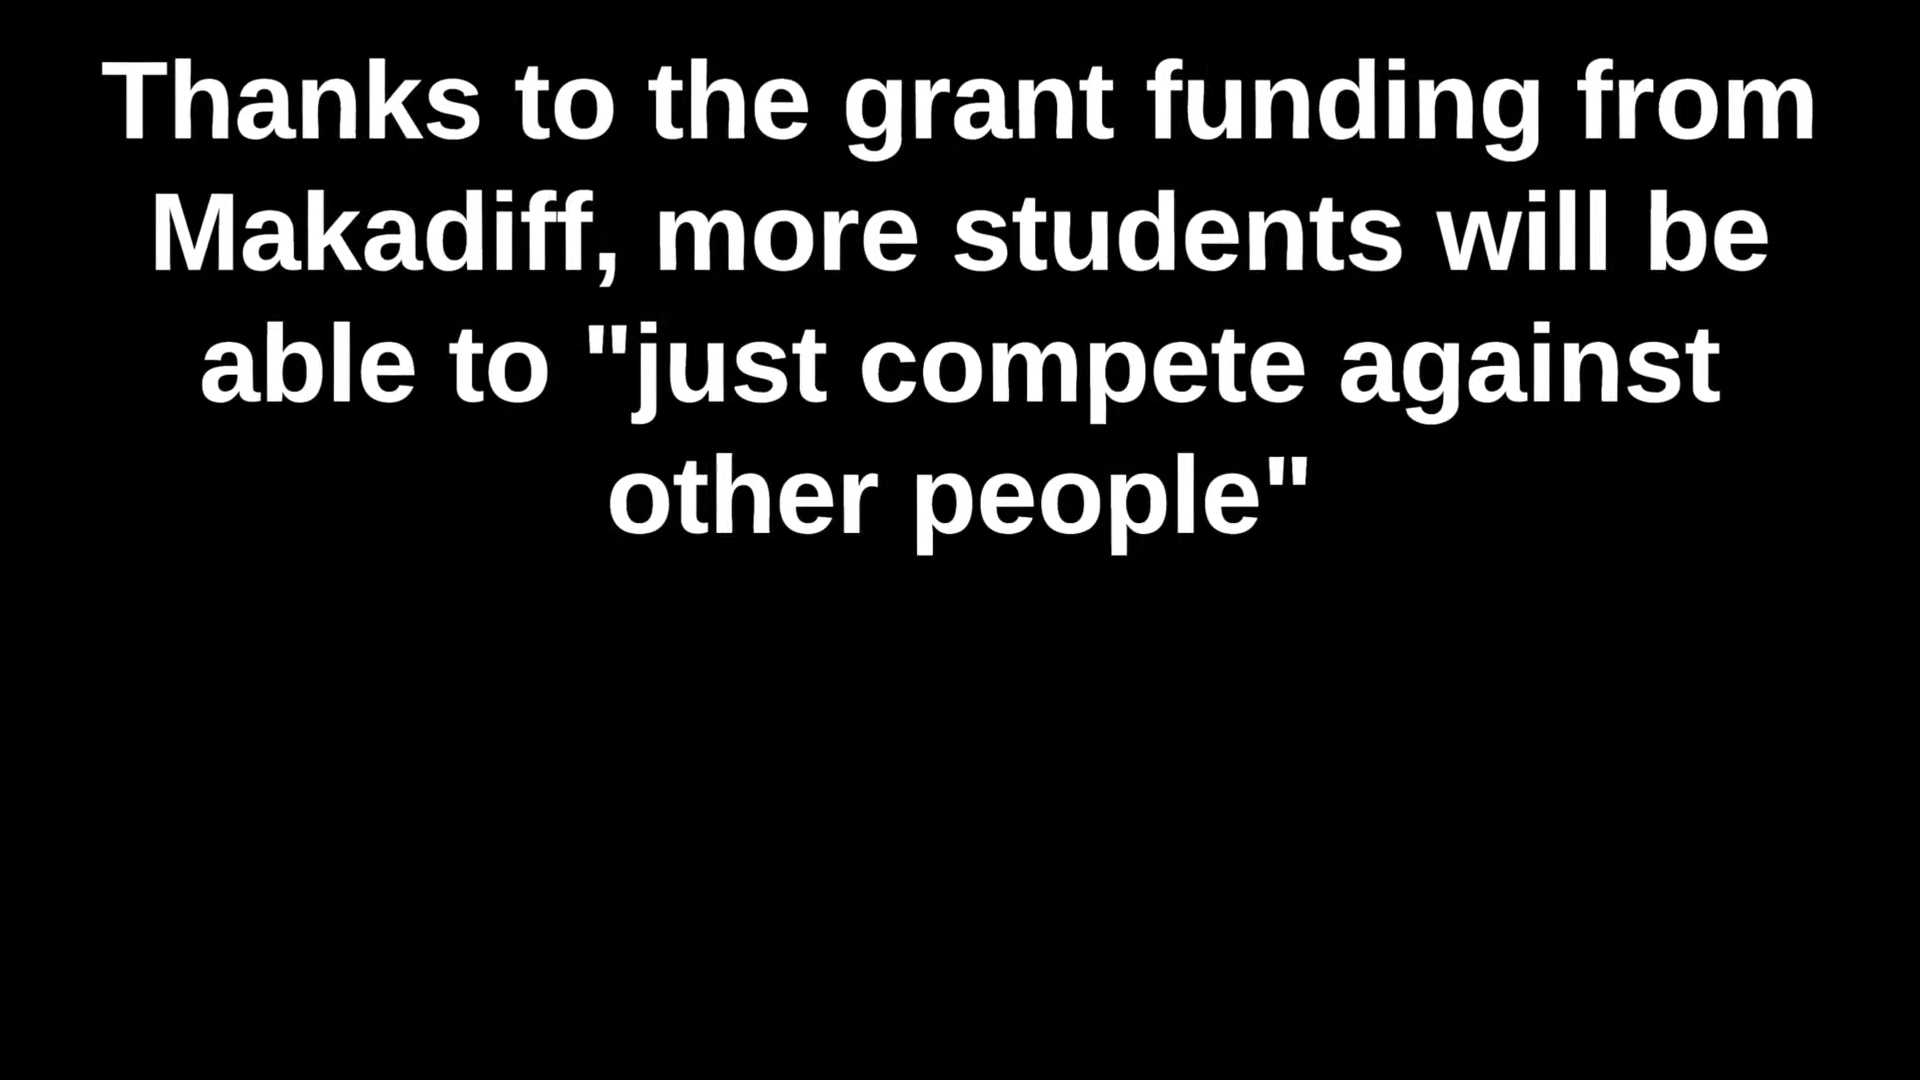 Thanks to the grant funding from
Makadiff, more students will be
able to "just compete against
other people"